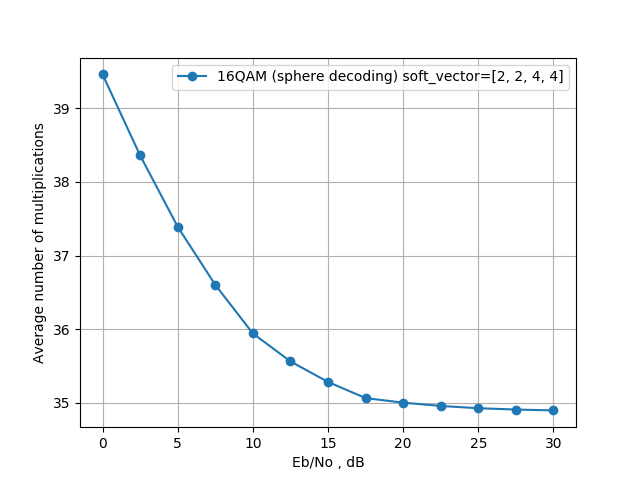 16QAM (sphere decoding) soft_vector=[2, 2, 4, 4]
Average number of multiplications
39
38
37
36
35
0 5 10 15 20 25 30
Eb/No , dB